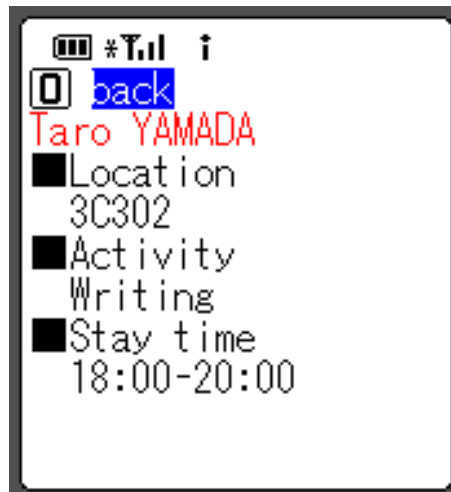 0 back
Taro YAMADA
■Location
3C302
■Activity
Writing
■Stay time
18:00-20:00